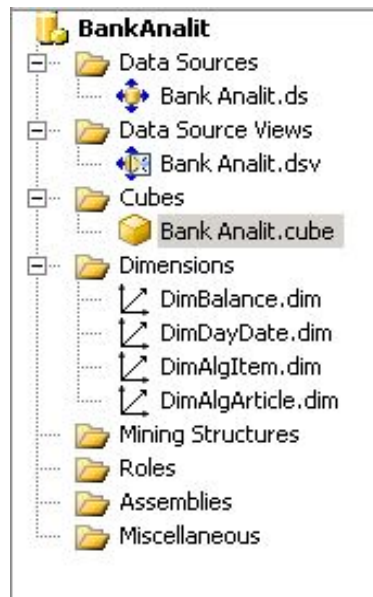 BankAnalit
Data Sources
Bank Analit.ds
Data Source Views
Bank Analit.dsv
Cubes
Bank Analit.cube
Dimensions
DimBalance.dim
DimDayDate.dim
DimAlgItem.dim
DimAlgArticle.dim
Mining Structures
Roles
Assemblies
Miscellaneous